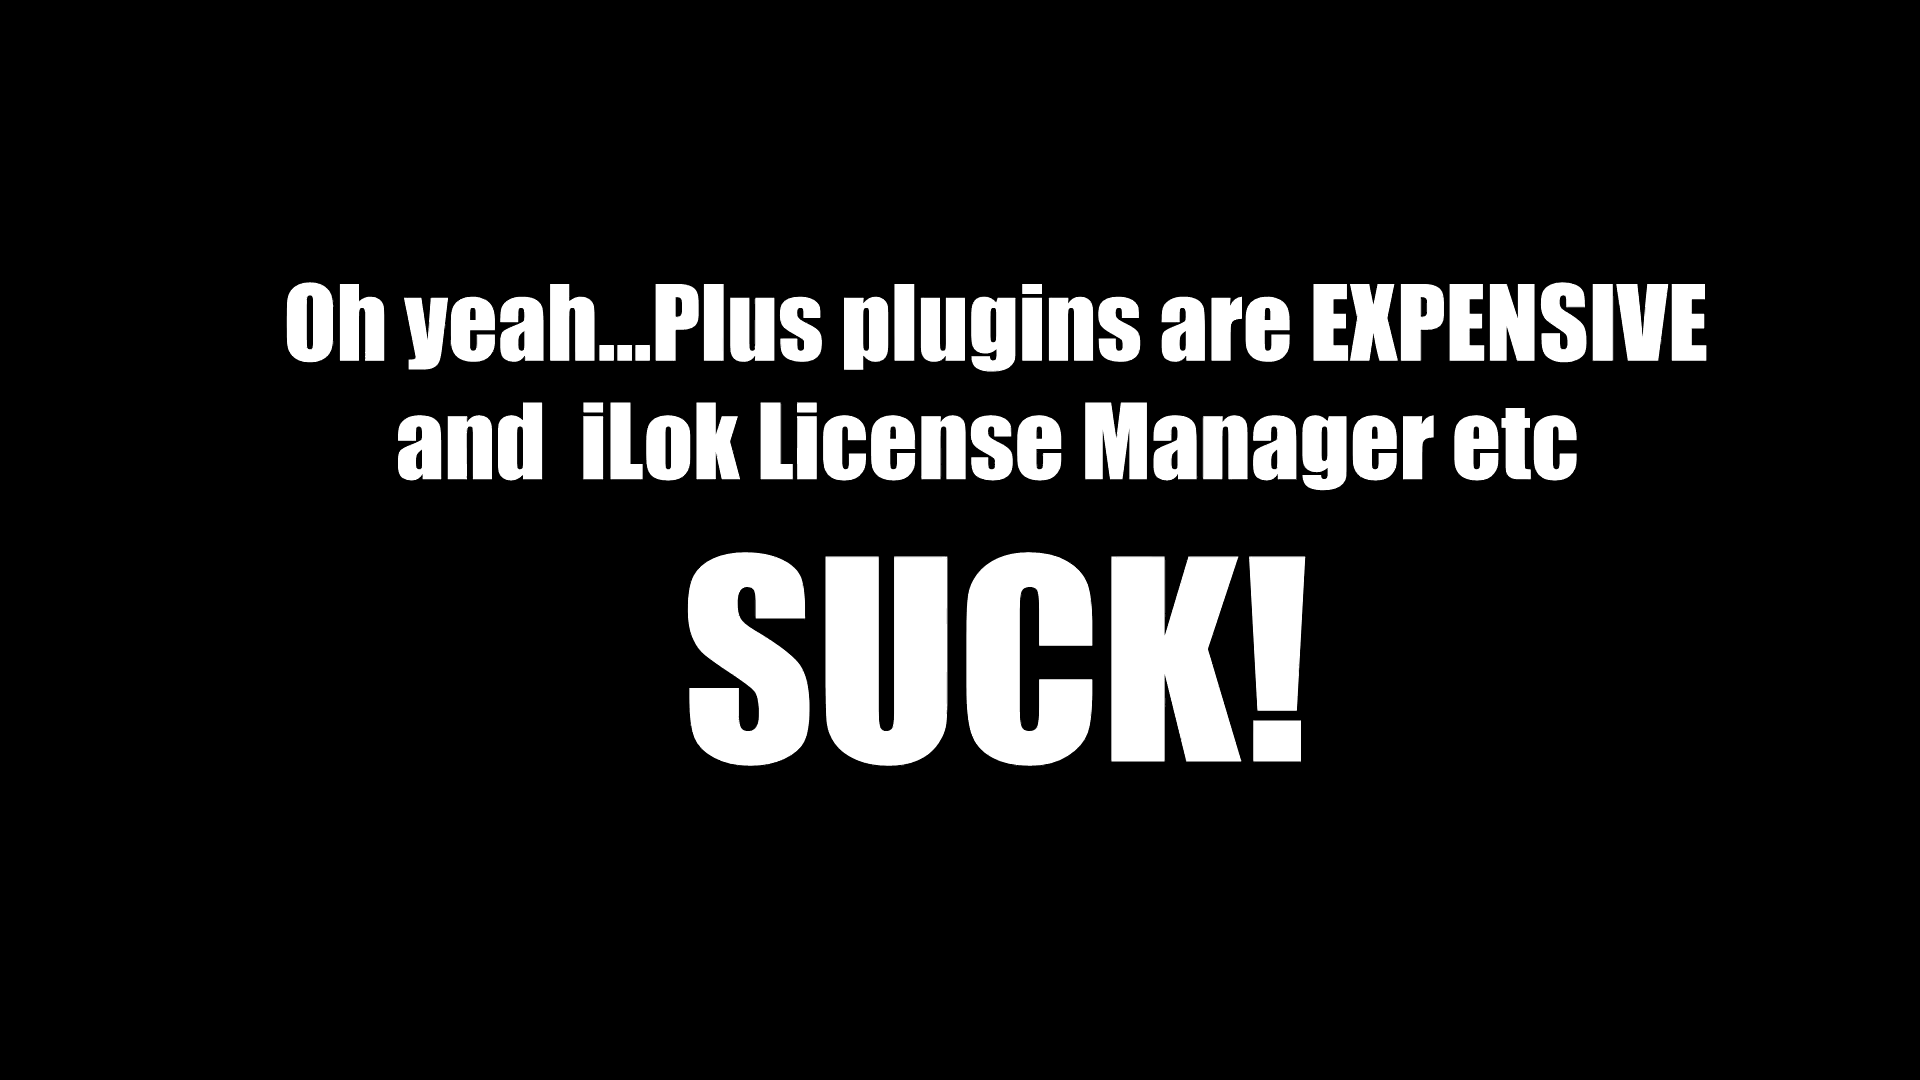 Oh yeah...Plus plugins are EXPENSIVE
and  iLok License Manager etc
SUCK!